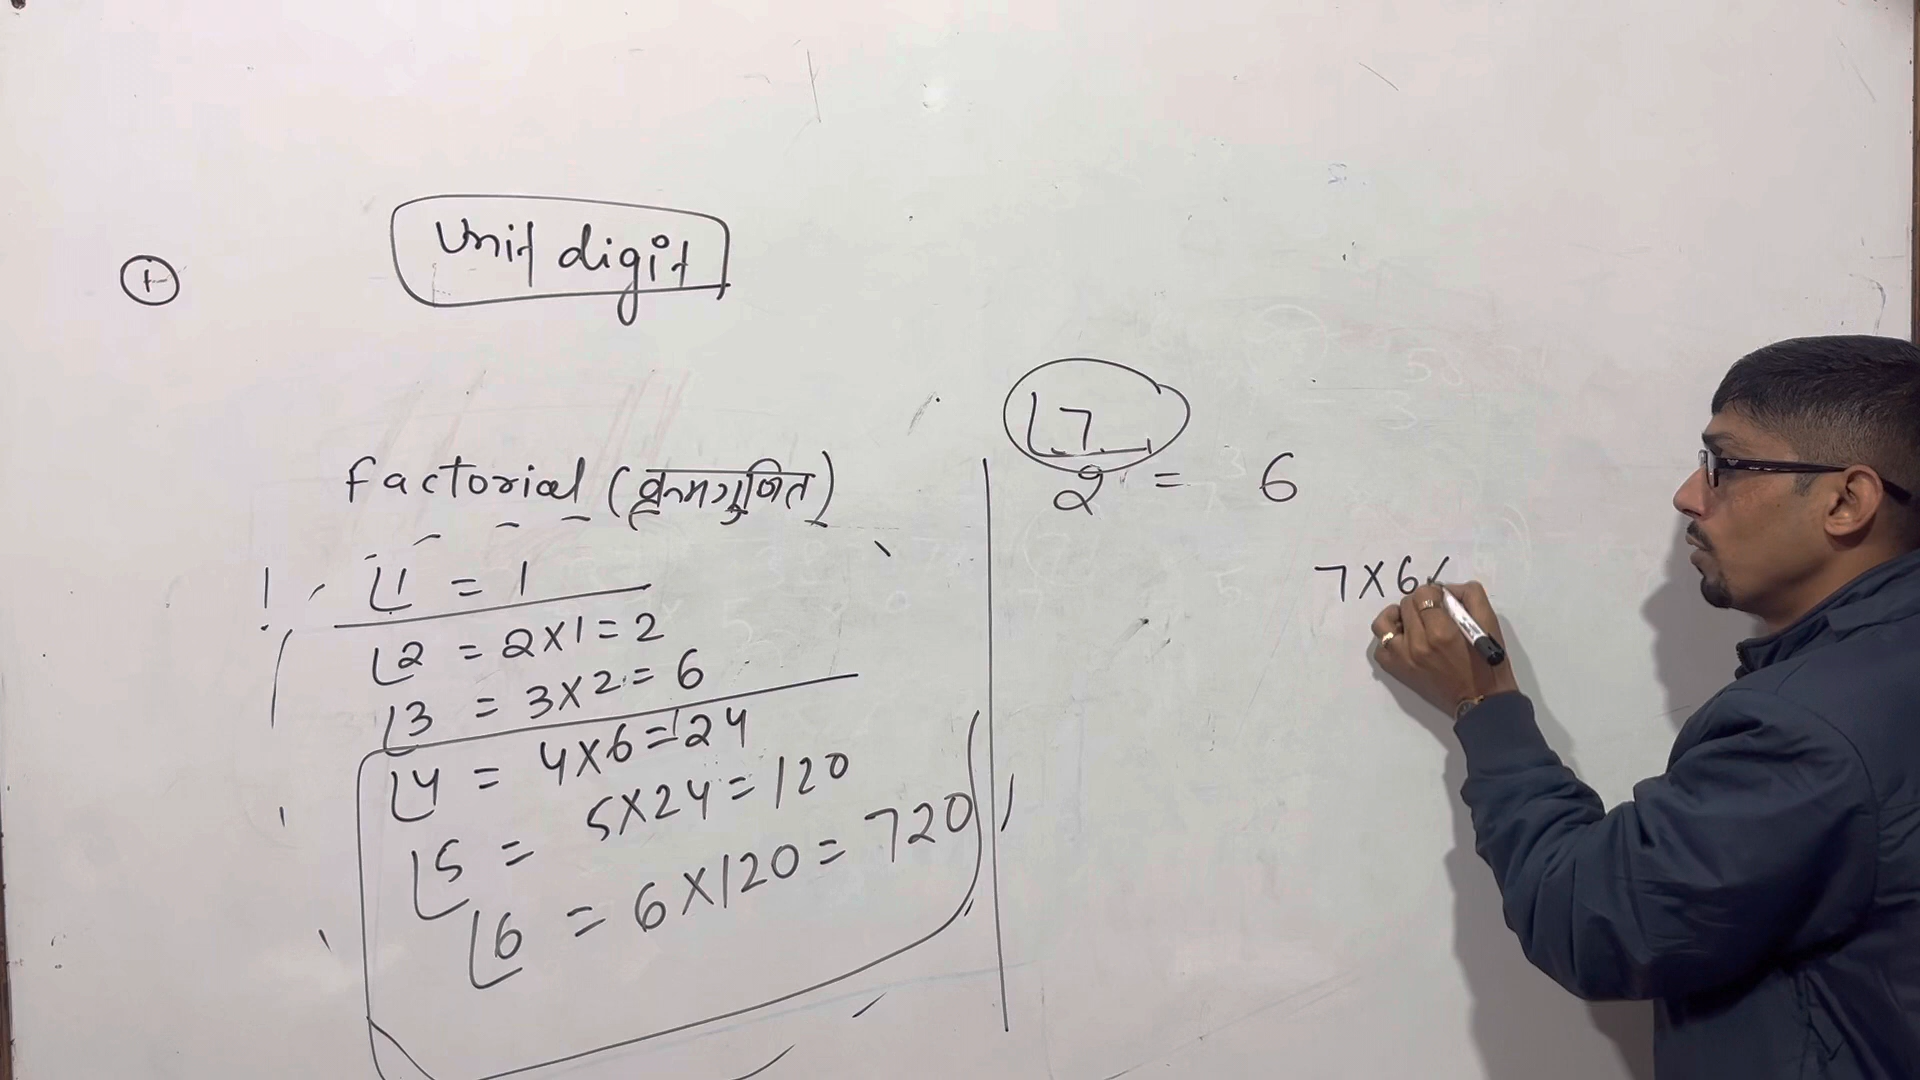 Unit digit
1
Factorial (क्रमगुणित)
!
⌊1 = 1
⌊2 = 2×1=2
⌊3 = 3×2=6
⌊4 = 4×6=24
⌊5 = 5×24=120
⌊6 = 6×120=720
2^⌊7 = 6
7×6×